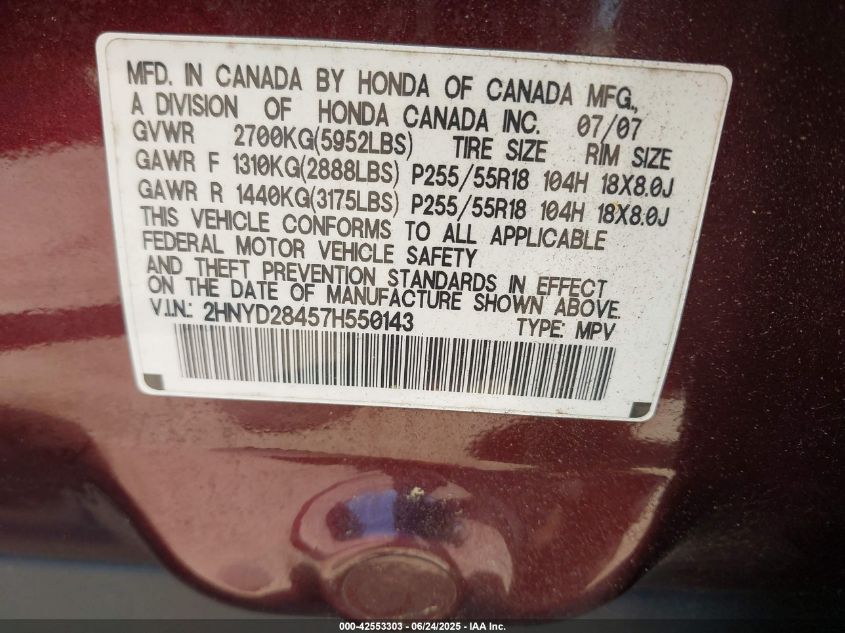 MFD. IN CANADA BY HONDA OF CANADA MFG.,
A DIVISION OF HONDA CANADA INC. 07/07
GVWR 2700KG(5952LBS) TIRE SIZE RIM SIZE
GAWR F 1310KG(2888LBS) P255/55R18 104H 18X8.0J
GAWR R 1440KG(3175LBS) P255/55R18 104H 18X8.0J
THIS VEHICLE CONFORMS TO ALL APPLICABLE
FEDERAL MOTOR VEHICLE SAFETY
AND THEFT PREVENTION STANDARDS IN EFFECT
ON THE DATE OF MANUFACTURE SHOWN ABOVE.
V.I.N.: 2HNYD28457H550143 TYPE: MPV
000-42553303 - 06/24/2025 - IAA Inc.